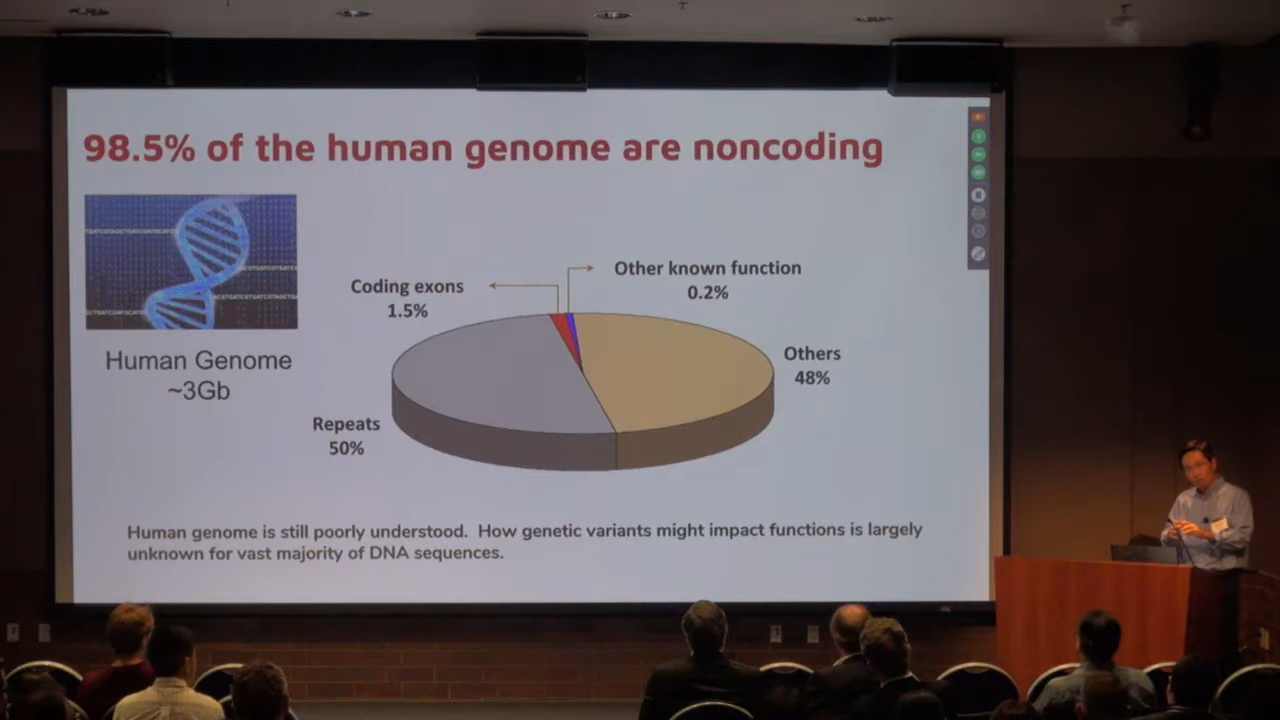 98.5% of the human genome are noncoding
Human Genome
~3Gb
Coding exons
1.5%
Other known function
0.2%
Others
48%
Repeats
50%
Human genome is still poorly understood. How genetic variants might impact functions is largely
unknown for vast majority of DNA sequences.